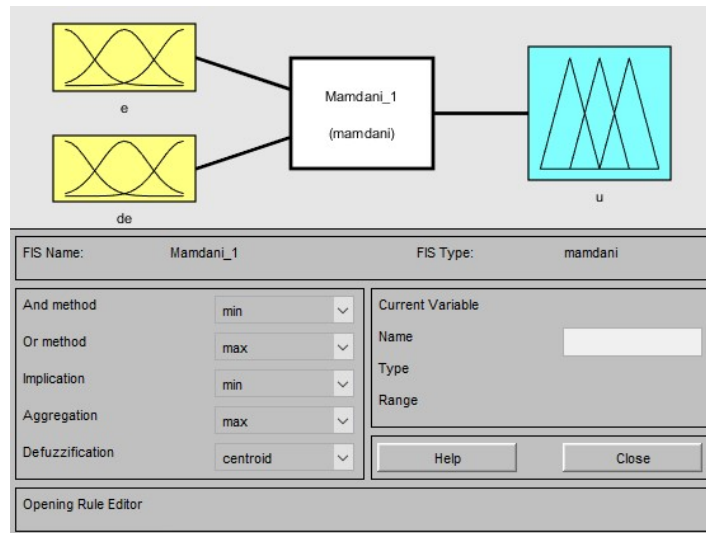 e
Mamdani_1
(mamdani)
de
u
FIS Name: Mamdani_1 FIS Type: mamdani
And method min
Or method max
Implication min
Aggregation max
Defuzzification centroid
Current Variable
Name
Type
Range
Help Close
Opening Rule Editor